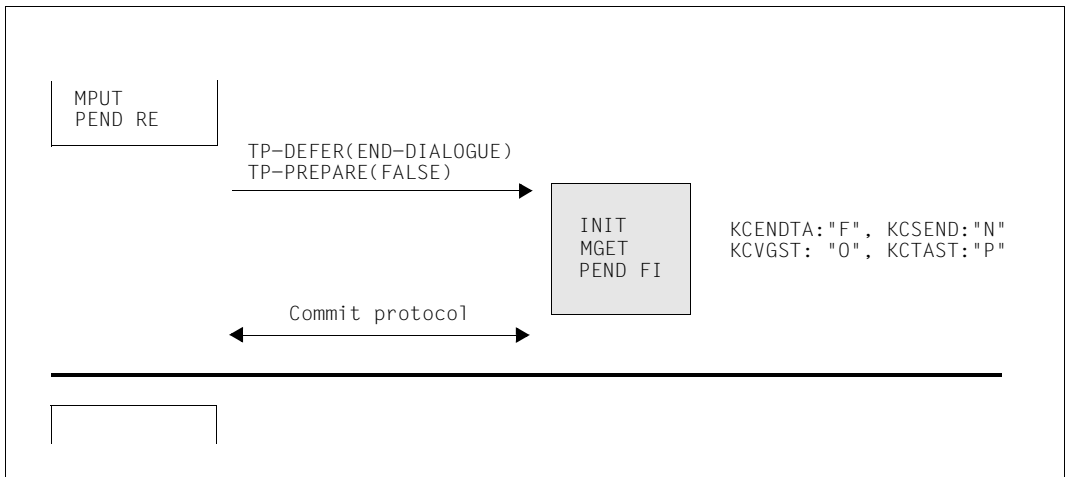 MPUT
PEND RE
TP-DEFER(END-DIALOGUE)
TP-PREPARE(FALSE)
INIT
MGET
PEND FI
KCENDTA:"F", KCSEND:"N"
KCVGST: "O", KCTAST:"P"
Commit protocol